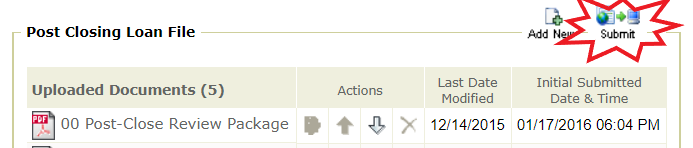 Post Closing Loan File
Add New Submit
Uploaded Documents (5) Actions Last Date Modified Initial Submitted Date & Time
PDF 00 Post-Close Review Package 12/14/2015 01/17/2016 06:04 PM